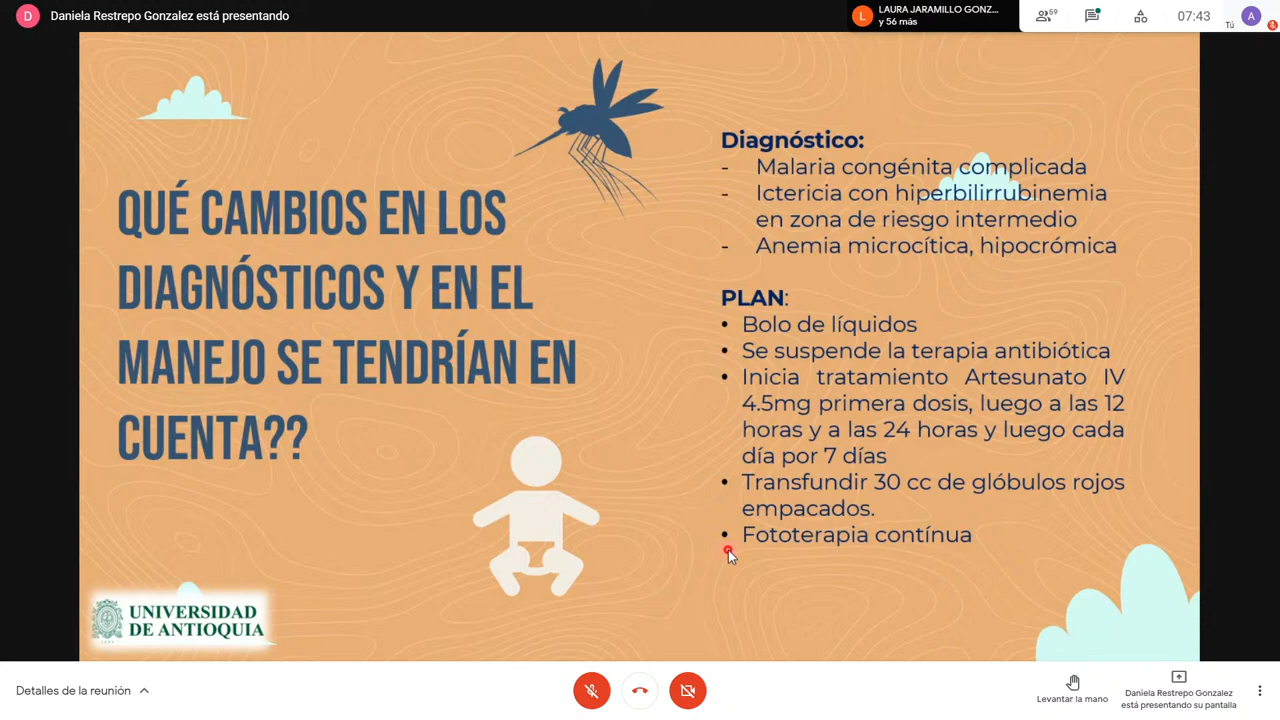 D Daniela Restrepo Gonzalez está presentando
L LAURA JARAMILLO GONZ...
y 56 más
59
07:43
Tú
A
QUÉ CAMBIOS EN LOS
DIAGNÓSTICOS Y EN EL
MANEJO SE TENDRÍAN EN
CUENTA??
Diagnóstico:
- Malaria congénita complicada
- Ictericia con hiperbilirrubinemia
en zona de riesgo intermedio
- Anemia microcítica, hipocrómica
PLAN:
• Bolo de líquidos
• Se suspende la terapia antibiótica
• Inicia tratamiento Artesunato IV
4.5mg primera dosis, luego a las 12
horas y a las 24 horas y luego cada
día por 7 días
• Transfundir 30 cc de glóbulos rojos
empacados.
• Fototerapia contínua
UNIVERSIDAD
DE ANTIOQUIA
Detalles de la reunión
Levantar la mano
Daniela Restrepo Gonzalez
está presentando su pantalla